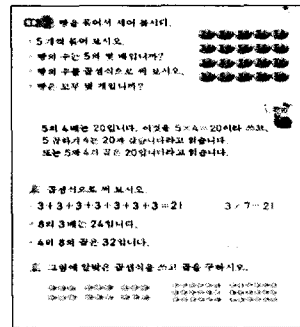 빵을 묶어서 세어 봅시다.
· 5개씩 묶어 보시오.
· 빵의 수는 5의 몇 배입니까?
· 빵의 수를 곱셈식으로 써 보시오.
· 빵은 모두 몇 개입니까?
5의 4배는 20입니다. 이것을 5×4=20이라 쓰고,
5 곱하기 4는 20과 같습니다라고 읽습니다.
또는 5와 4의 곱은 20입니다라고 읽습니다.
곱셈식으로 써 보시오.
· 3+3+3+3+3+3+3=21
3×7=21
· 8의 3배는 24입니다.
· 4와 8의 곱은 32입니다.
그림에 알맞은 곱셈식을 쓰고 곱을 구하시오.